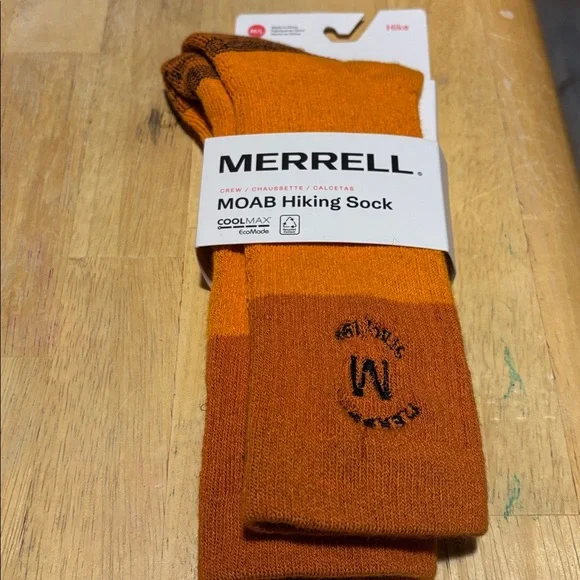 Hike
MERRELL®
CREW / CHAUSSETTE / CALCETAS
MOAB Hiking Sock
COOLMAX
EcoMade
M